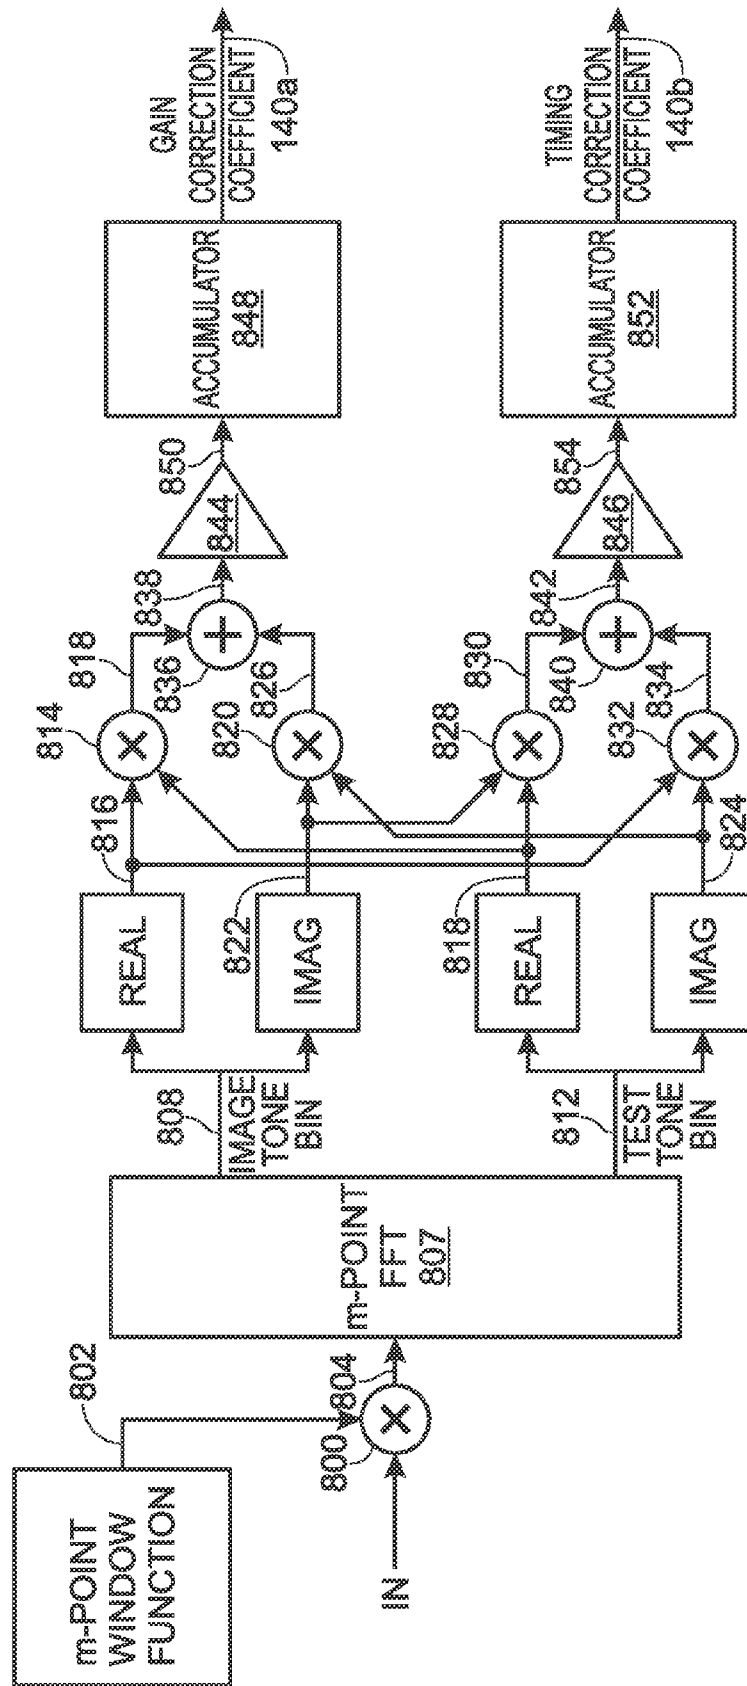 m-POINT
WINDOW
FUNCTION
802
IN
800
804
m-POINT
FFT
807
808
IMAGE
TONE
BIN
812
TEST
TONE
BIN
REAL
816
IMAG
822
REAL
818
IMAG
824
814
818
820
826
828
830
832
834
836
838
840
842
844
850
846
854
ACCUMULATOR
848
ACCUMULATOR
852
GAIN
CORRECTION
COEFFICIENT
140a
TIMING
CORRECTION
COEFFICIENT
140b